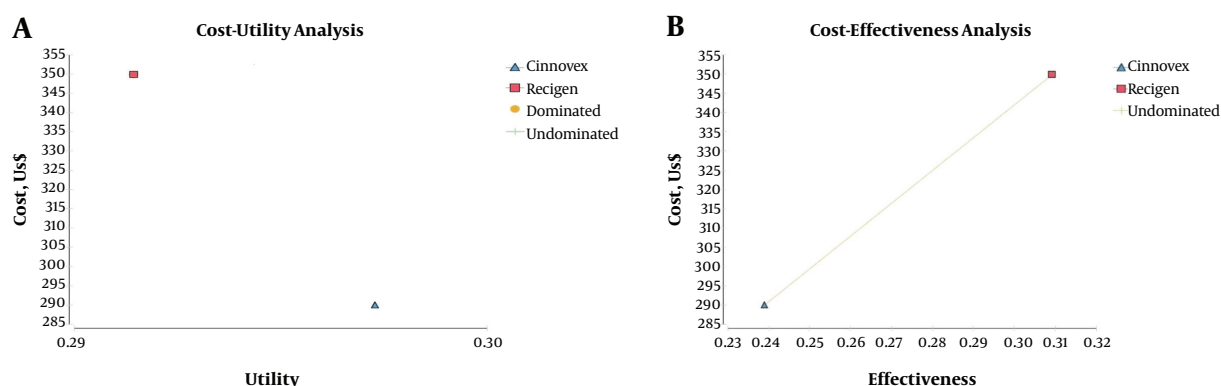 A
Cost-Utility Analysis
355
350
345
340
335
330
325
320
315
310
305
300
295
290
285
Cost, Us$
0.29
0.30
Utility
Cinnovex
Recigen
Dominated
Undominated
B
Cost-Effectiveness Analysis
355
350
345
340
335
330
325
320
315
310
305
300
295
290
285
Cost, Us$
0.23
0.24
0.25
0.26
0.27
0.28
0.29
0.30
0.31
0.32
Effectiveness
Cinnovex
Recigen
Undominated